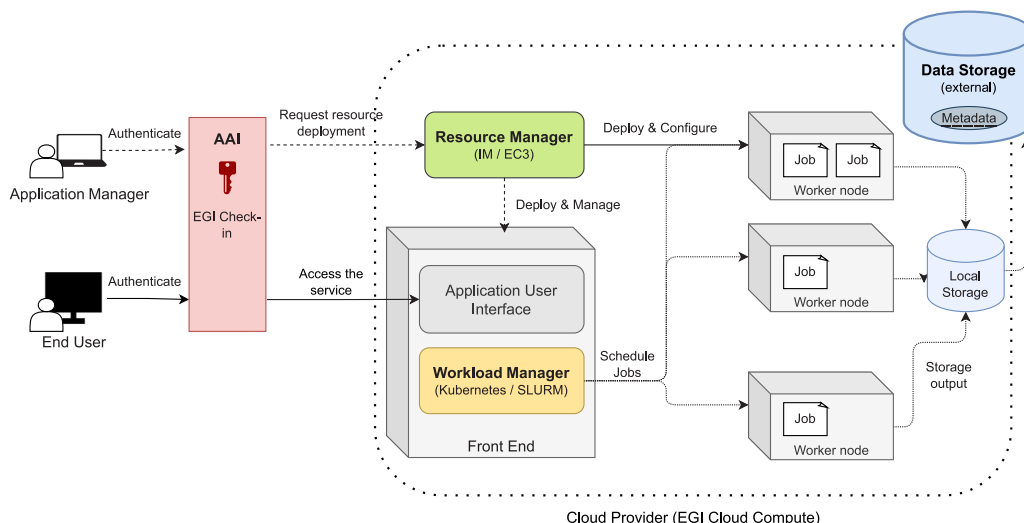 Data Storage
(external)
Metadata
Authenticate
Application Manager
AAI
EGI Check-
in
Request resource
deployment
Resource Manager
(IM / EC3)
Deploy & Configure
Job
Job
Worker node
Deploy & Manage
Authenticate
End User
Access the
service
Application User
Interface
Workload Manager
(Kubernetes / SLURM)
Front End
Schedule
Jobs
Job
Worker node
Local
Storage
Storage
output
Job
Worker node
Cloud Provider (EGI Cloud Compute)